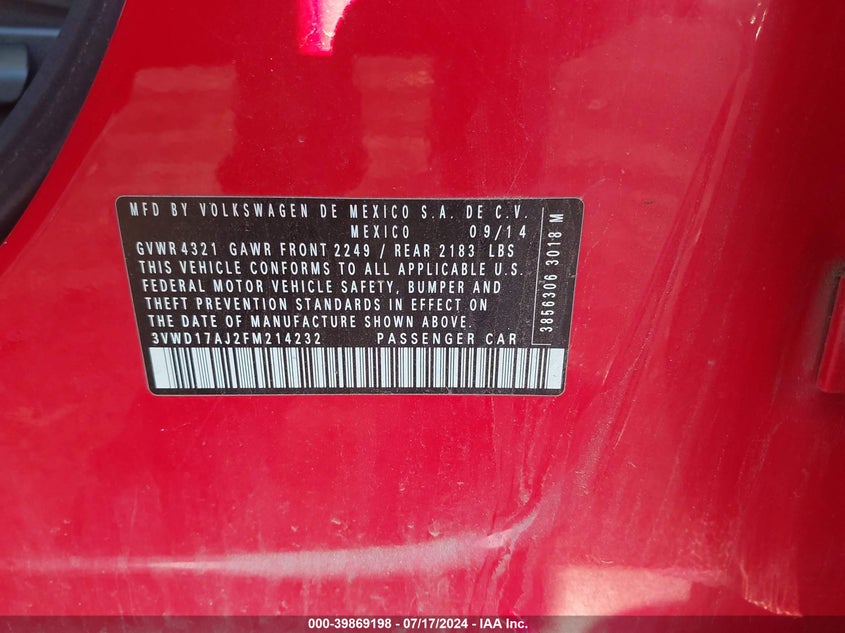 MFD BY VOLKSWAGEN DE MEXICO S.A. DE C.V.
MEXICO 09/14
GVWR 4321 GAWR FRONT 2249 / REAR 2183 LBS
THIS VEHICLE CONFORMS TO ALL APPLICABLE U.S.
FEDERAL MOTOR VEHICLE SAFETY, BUMPER AND
THEFT PREVENTION STANDARDS IN EFFECT ON
THE DATE OF MANUFACTURE SHOWN ABOVE.
3VWD17AJ2FM214232 PASSENGER CAR
3856306 3018 M
000-39869198 / 07/17/2024 / IAA Inc.